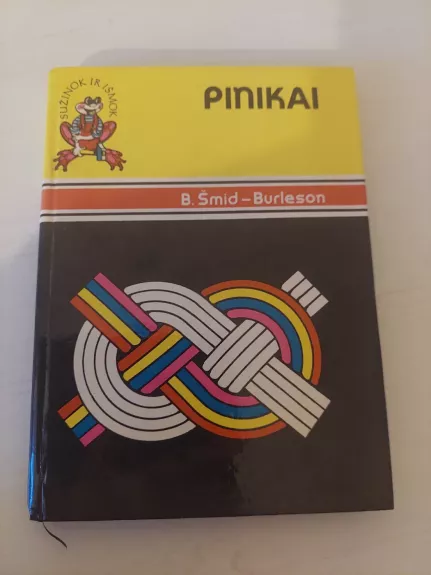 SUŽINOK IR IŠMOK
PINIKAI
B. Šmid – Burleson